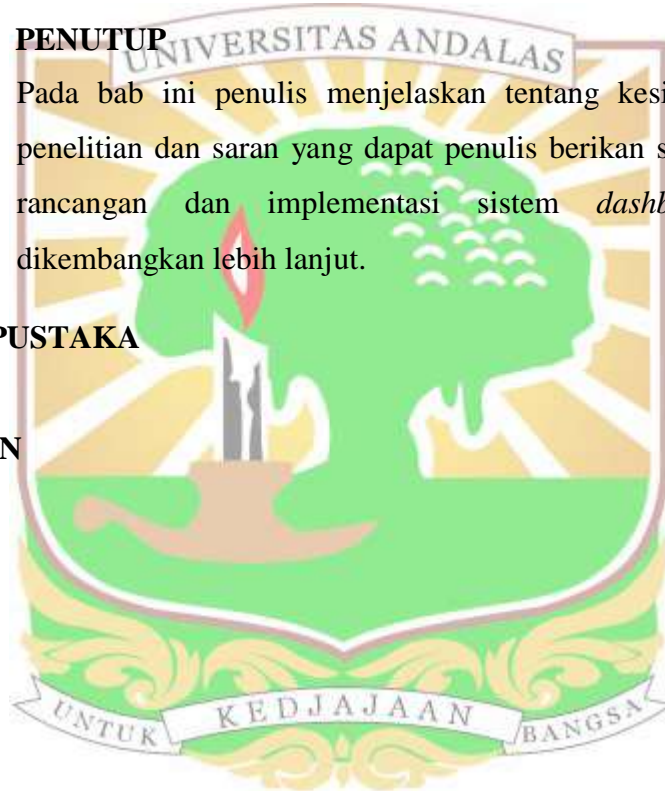 PENUTUP
UNIVERSITAS ANDALAS
Pada bab ini penulis menjelaskan tentang kesi
penelitian dan saran yang dapat penulis berikan s
rancangan dan implementasi sistem dashb
dikembangkan lebih lanjut.
PUSTAKA
N
UNTUK KEDJAJAAN BANGSA